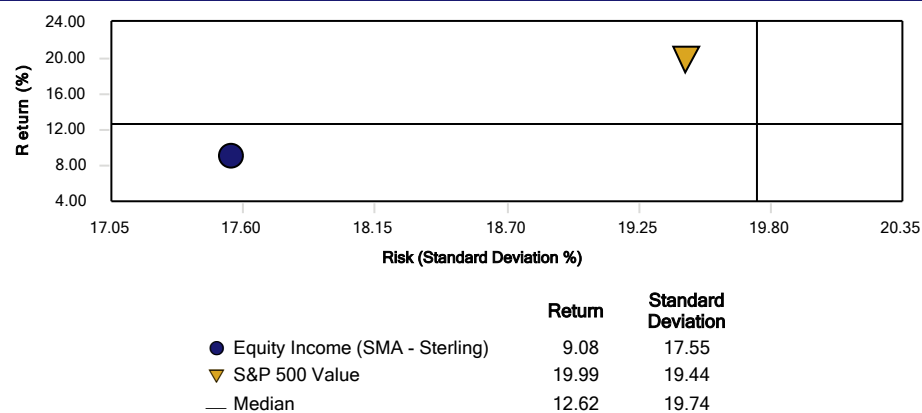 24.00
20.00
16.00
12.00
8.00
4.00
Return (%)
17.05 17.60 18.15 18.70 19.25 19.80 20.35
Risk (Standard Deviation %)
Return Standard Deviation
Equity Income (SMA - Sterling) 9.08 17.55
S&P 500 Value 19.99 19.44
Median 12.62 19.74